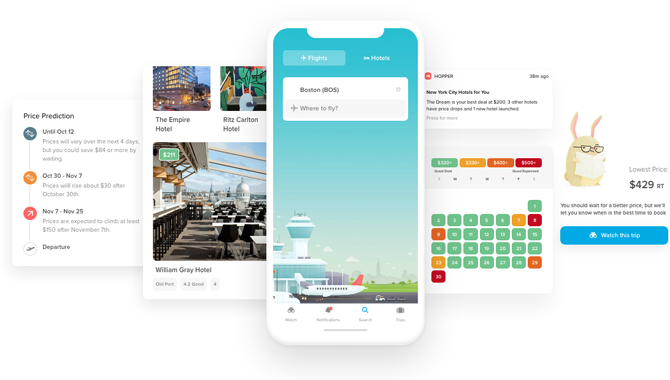 Price Prediction
Until Oct 12
Prices will vary over the next 4 days,
but you could save $84 or more by
waiting.
Oct 30 - Nov 7
Prices will rise about $30 after
October 30th.
Nov 7 - Nov 25
Prices are expected to climb at least
$150 after November 7th.
Departure
The Empire
Hotel
Ritz Carlton
Hotel
$211
William Gray Hotel
Old Port
4.2 Good
4
Flights
Hotels
Boston (BOS)
Where to fly?
Watch
Notifications
Search
Trips
HOPPER
38m ago
New York City Hotels for You
The Dream is your best deal at $200. 3 other hotels
have price drops and 1 new hotel launched.
Press for more
$320+
$330+
$400+
$500+
Good Deal
Good Expensive
S M T W T F S
1
2 3 4 5 6 7 8
9 10 11 12 13 14 15
16 17 18 19 20 21 22
23 24 25 26 27 28 29
30
Lowest Price:
$429 RT
You should wait for a better price, but we'll
let you know when is the best time to book
Watch this trip